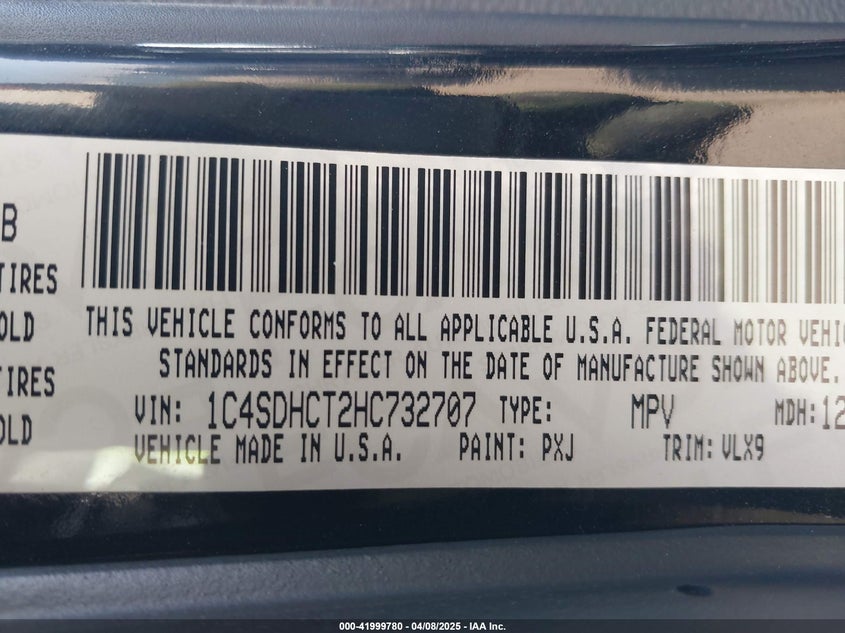 B
TIRES
OLD
TIRES
OLD
THIS VEHICLE CONFORMS TO ALL APPLICABLE U.S.A. FEDERAL MOTOR VEHIC
STANDARDS IN EFFECT ON THE DATE OF MANUFACTURE SHOWN ABOVE.
VIN: 1C4SDHCT2HC732707 TYPE: MPV MDH:12
VEHICLE MADE IN U.S.A. PAINT: PXJ TRIM: VLX9
000-41999780 - 04/08/2025 - IAA Inc.